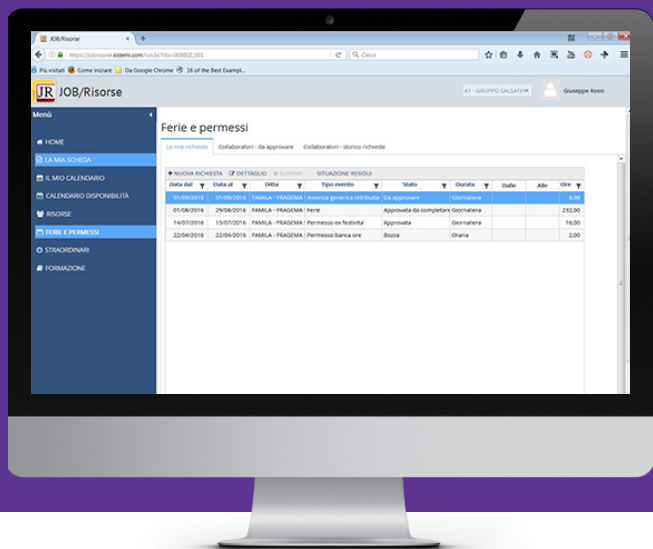 JOB/Risorse
https://jobrisorse.sistemi.com
Cerca
Più visitati Come iniziare Da Google Chrome 16 of the Best Exampl...
JR JOB/Risorse
A1 - GRUPPO SALSAFA
Giuseppe Rossi
Menù
HOME
LA MIA SCHEDA
IL MIO CALENDARIO
CALENDARIO DISPONIBILITÀ
RISORSE
FERIE E PERMESSI
STRAORDINARI
FORMAZIONE
Ferie e permessi
Le mie richieste Collaboratori - da approvare Collaboratori - storico richieste
NUOVA RICHIESTA DETTAGLIO ELIMINA SITUAZIONE RESIDUI
Data dal Data al Ditta Tipo evento Stato Durata Dalle Alle Ore
01/09/2016 01/09/2016 FAMILA - FRAGEMA Assenza generica retribuita Da approvare Giornaliera 8,00
01/08/2016 29/08/2016 FAMILA - FRAGEMA Ferie Approvata da completare Giornaliera 232,00
14/07/2016 15/07/2016 FAMILA - FRAGEMA Permesso ex festivita' Approvata Giornaliera 16,00
22/04/2016 22/04/2016 FAMILA - FRAGEMA Permesso banca ore Bozza Oraria 2,00